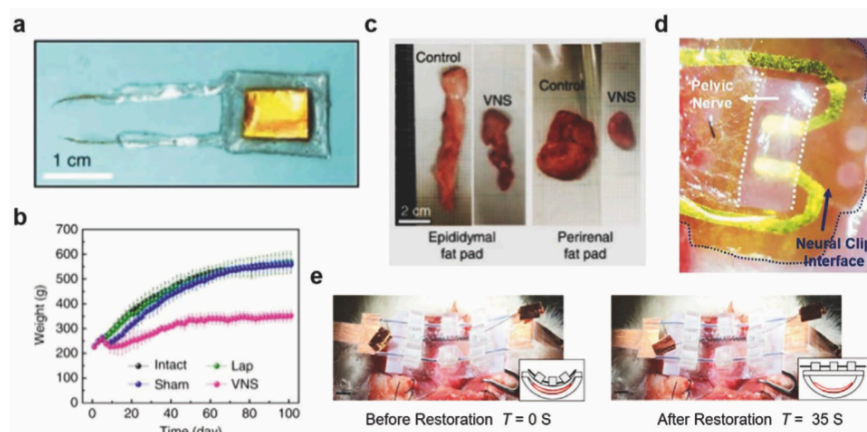 a
1 cm
b
700
600
500
400
300
200
100
0
Weight (g)
Intact
Lap
Sham
VNS
0 20 40 60 80 100
Time (day)
c
Control
VNS
Control
VNS
2 cm
Epididymal
fat pad
Perirenal
fat pad
d
Pelvic
Nerve
Neural Clip
Interface
e
Before Restoration T = 0 S
After Restoration T = 35 S